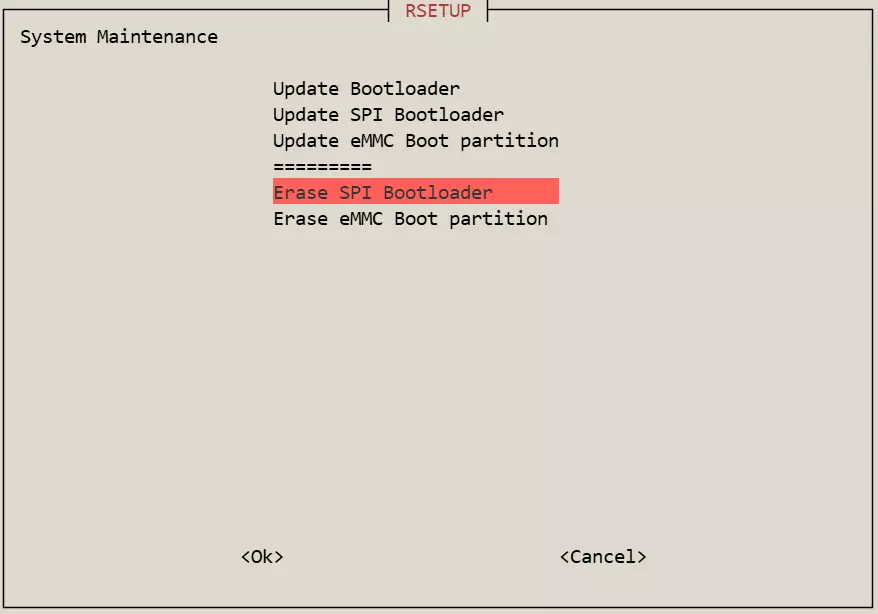 RSETUP
System Maintenance
Update Bootloader
Update SPI Bootloader
Update eMMC Boot partition
=========
Erase SPI Bootloader
Erase eMMC Boot partition
<Ok> <Cancel>